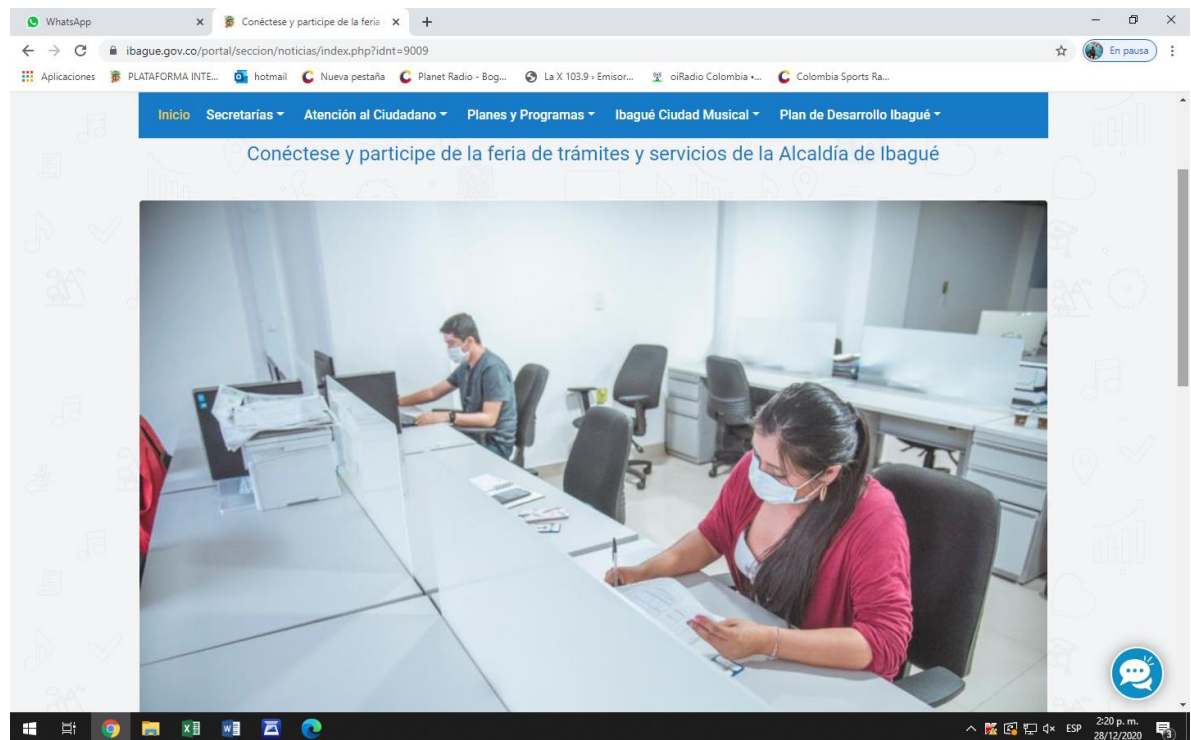 WhatsApp
Conéctese y participe de la feria
ibague.gov.co/portal/seccion/noticias/index.php?idnt=9009
En pausa
Aplicaciones PLATAFORMA INTE... hotmail Nueva pestaña Planet Radio - Bog... La X 103.9 › Emisor... oiRadio Colombia •... Colombia Sports Ra...
Inicio Secretarías Atención al Ciudadano Planes y Programas Ibagué Ciudad Musical Plan de Desarrollo Ibagué
Conéctese y participe de la feria de trámites y servicios de la Alcaldía de Ibagué
ESP
2:20 p. m.
28/12/2020
3